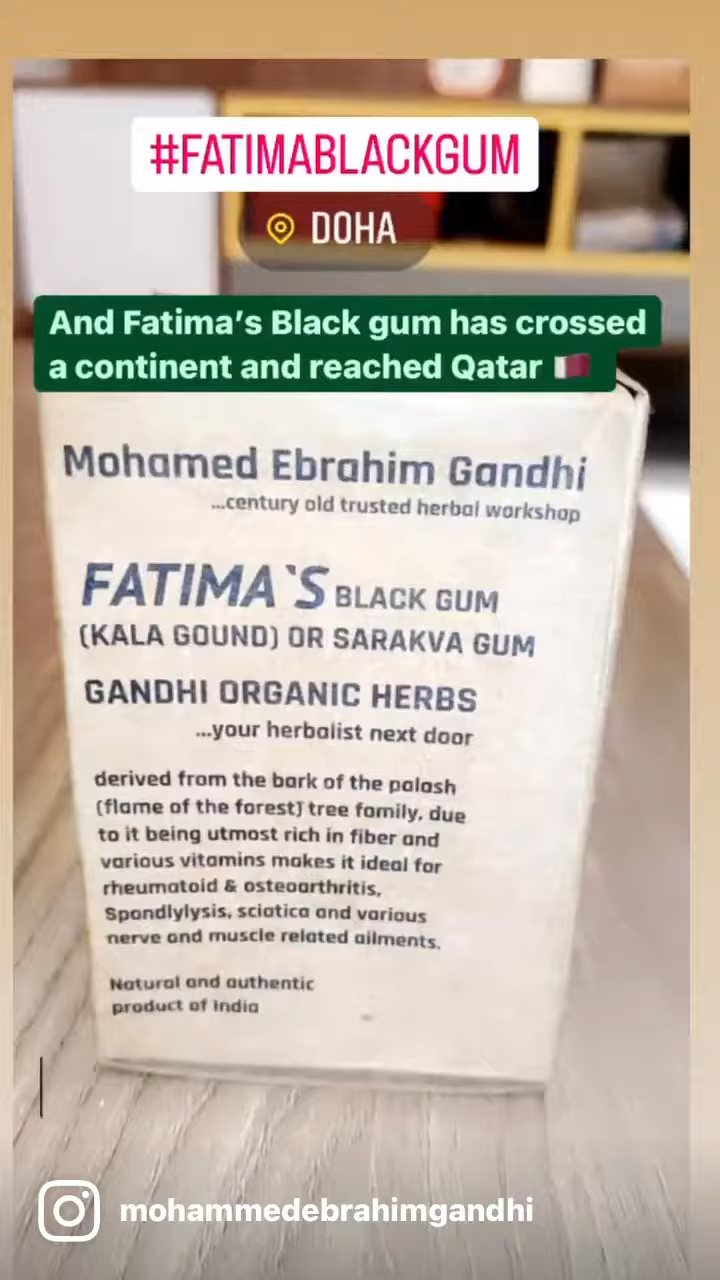 #FATIMABLACKGUM
DOHA
And Fatima’s Black gum has crossed
a continent and reached Qatar 🇶🇦
Mohamed Ebrahim Gandhi
...century old trusted herbal workshop
FATIMA`S BLACK GUM
(KALA GOUND) OR SARAKVA GUM
GANDHI ORGANIC HERBS
...your herbalist next door
derived from the bark of the palash
(flame of the forest) tree family, due
to it being utmost rich in fiber and
various vitamins makes it ideal for
rheumatoid & osteoarthritis,
Spondlylysis, sciatica and various
nerve and muscle related ailments.
Natural and authentic
product of India
mohammedebrahimgandhi